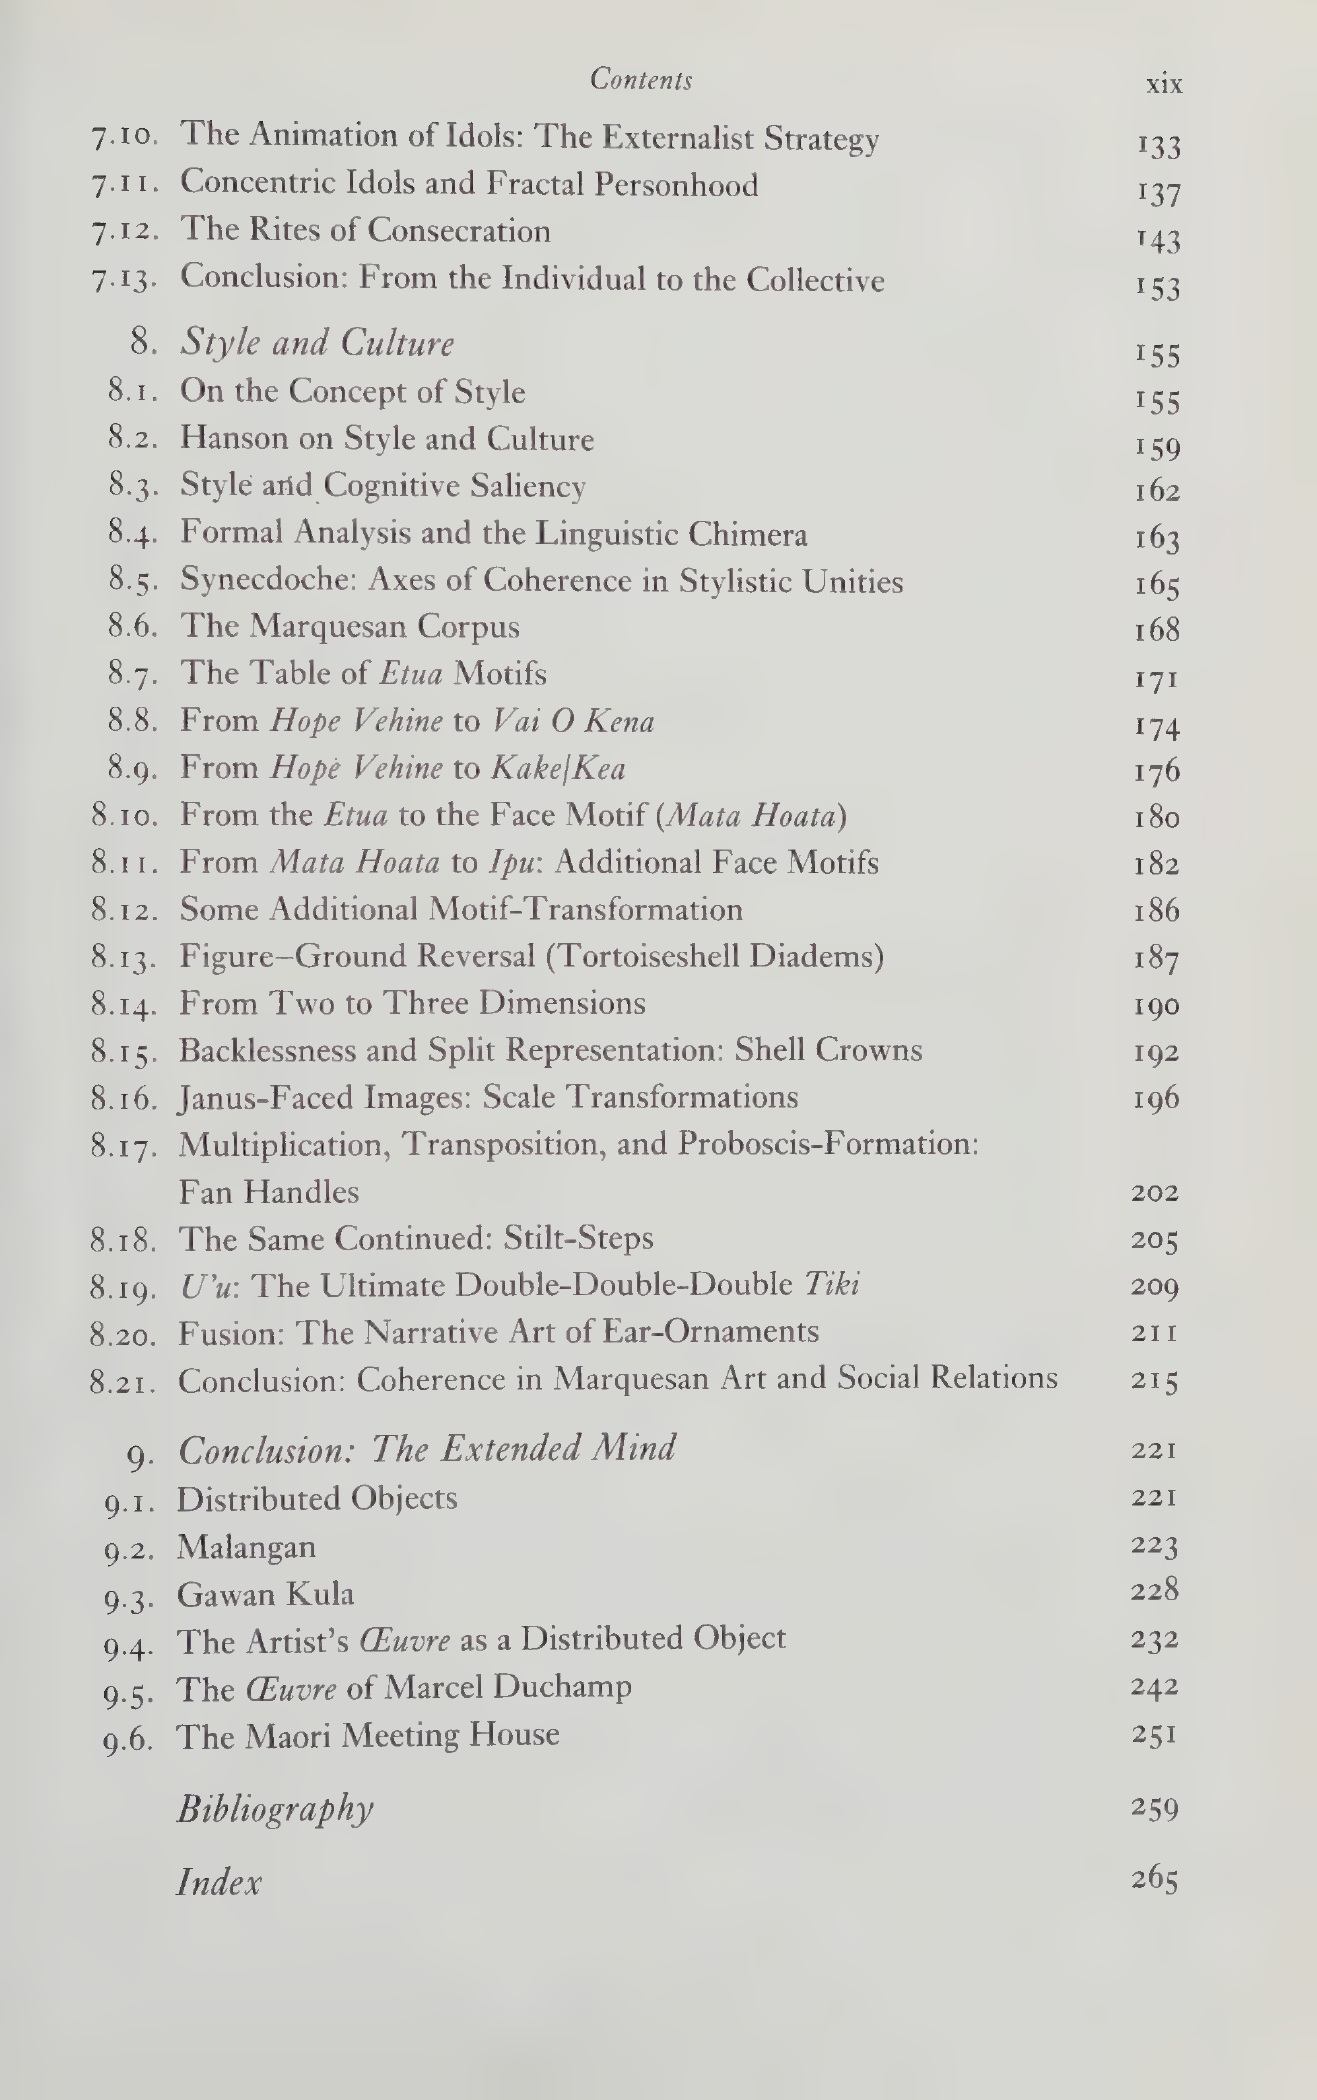 Contents xix
7.10. The Animation of Idols: The Externalist Strategy 133
7.11. Concentric Idols and Fractal Personhood 137
7.12. The Rites of Consecration 143
7.13. Conclusion: From the Individual to the Collective 153
8. Style and Culture 155
8.1. On the Concept of Style 155
8.2. Hanson on Style and Culture 159
8.3. Style and Cognitive Saliency 162
8.4. Formal Analysis and the Linguistic Chimera 163
8.5. Synecdoche: Axes of Coherence in Stylistic Unities 165
8.6. The Marquesan Corpus 168
8.7. The Table of Etua Motifs 171
8.8. From Hope Vehine to Vai O Kena 174
8.9. From Hope Vehine to Kake/Kea 176
8.10. From the Etua to the Face Motif (Mata Hoata) 180
8.11. From Mata Hoata to Ipu: Additional Face Motifs 182
8.12. Some Additional Motif-Transformation 186
8.13. Figure–Ground Reversal (Tortoiseshell Diadems) 187
8.14. From Two to Three Dimensions 190
8.15. Backlessness and Split Representation: Shell Crowns 192
8.16. Janus-Faced Images: Scale Transformations 196
8.17. Multiplication, Transposition, and Proboscis-Formation:
Fan Handles 202
8.18. The Same Continued: Stilt-Steps 205
8.19. U'u: The Ultimate Double-Double-Double Tiki 209
8.20. Fusion: The Narrative Art of Ear-Ornaments 211
8.21. Conclusion: Coherence in Marquesan Art and Social Relations 215
9. Conclusion: The Extended Mind 221
9.1. Distributed Objects 221
9.2. Malangan 223
9.3. Gawan Kula 228
9.4. The Artist's Œuvre as a Distributed Object 232
9.5. The Œuvre of Marcel Duchamp 242
9.6. The Maori Meeting House 251
Bibliography 259
Index 265